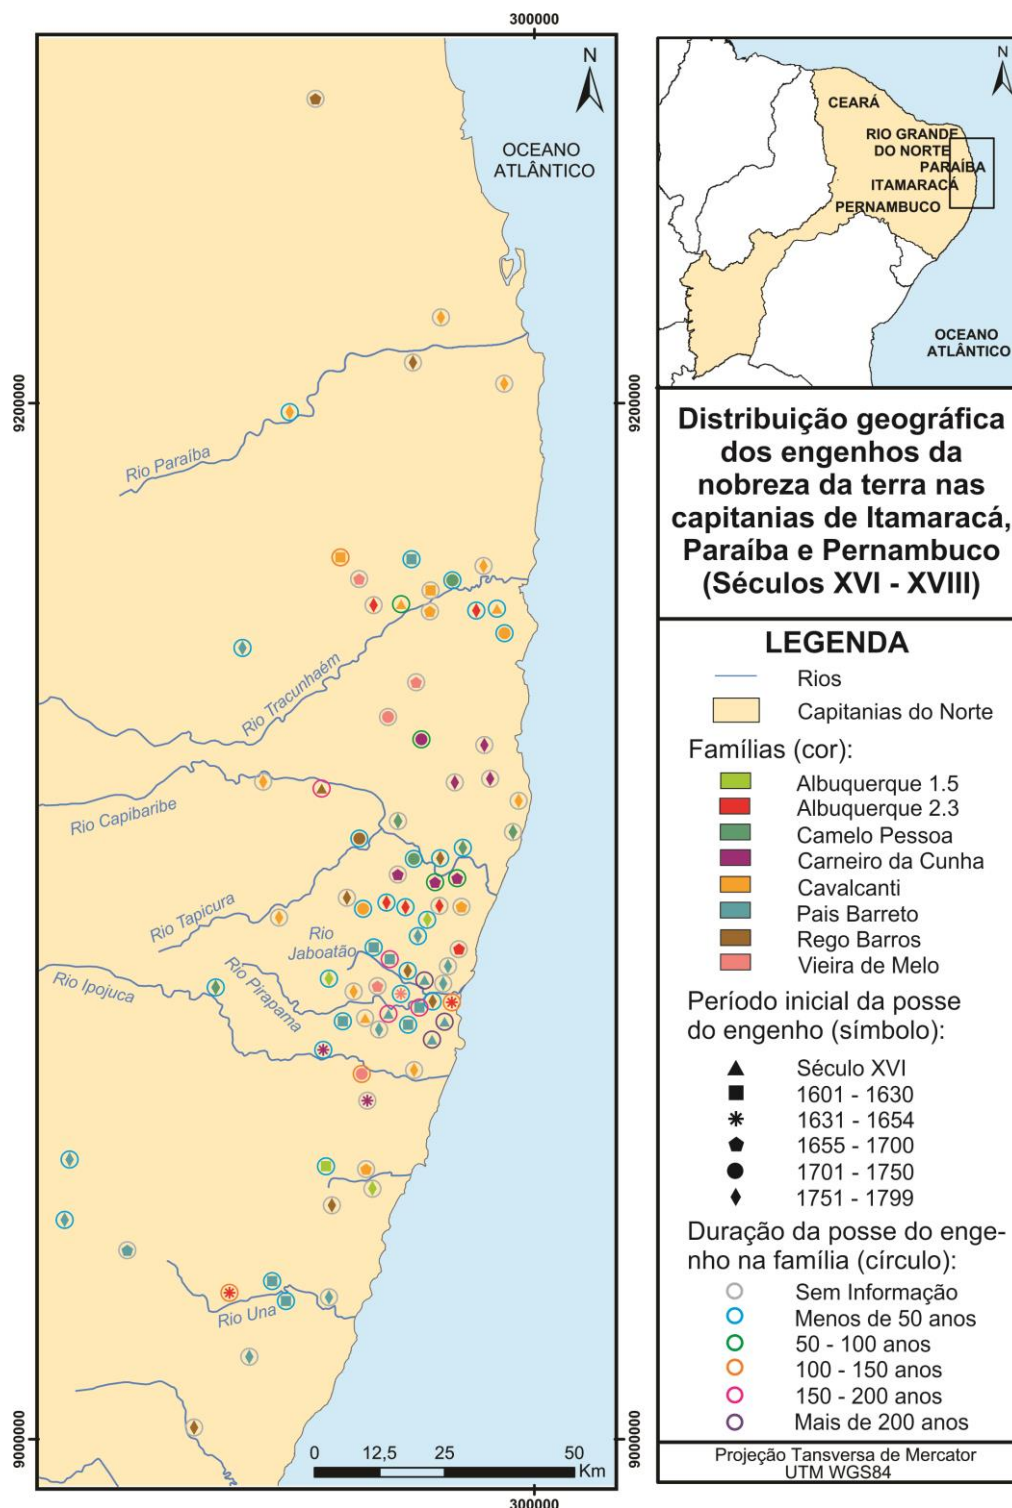 300000
N
OCEANO
ATLÂNTICO
9200000
Rio Paraíba
Rio Tracunhaém
Rio Capibaribe
Rio Tapicura
Rio
Jaboatão
Rio Pirapama
Rio Ipojuca
Rio Una
9000000
0
12,5
25
50
Km
300000
N
CEARÁ
RIO GRANDE
DO NORTE
PARAÍBA
ITAMARACÁ
PERNAMBUCO
OCEANO
ATLÂNTICO
9200000
Distribuição geográfica
dos engenhos da
nobreza da terra nas
capitanias de Itamaracá,
Paraíba e Pernambuco
(Séculos XVI - XVIII)
LEGENDA
Rios
Capitanias do Norte
Famílias (cor):
Albuquerque 1.5
Albuquerque 2.3
Camelo Pessoa
Carneiro da Cunha
Cavalcanti
Pais Barreto
Rego Barros
Vieira de Melo
Período inicial da posse
do engenho (símbolo):
Século XVI
1601 - 1630
1631 - 1654
1655 - 1700
1701 - 1750
1751 - 1799
Duração da posse do enge-
nho na família (círculo):
Sem Informação
Menos de 50 anos
50 - 100 anos
100 - 150 anos
150 - 200 anos
Mais de 200 anos
9000000
Projeção Tansversa de Mercator
UTM WGS84